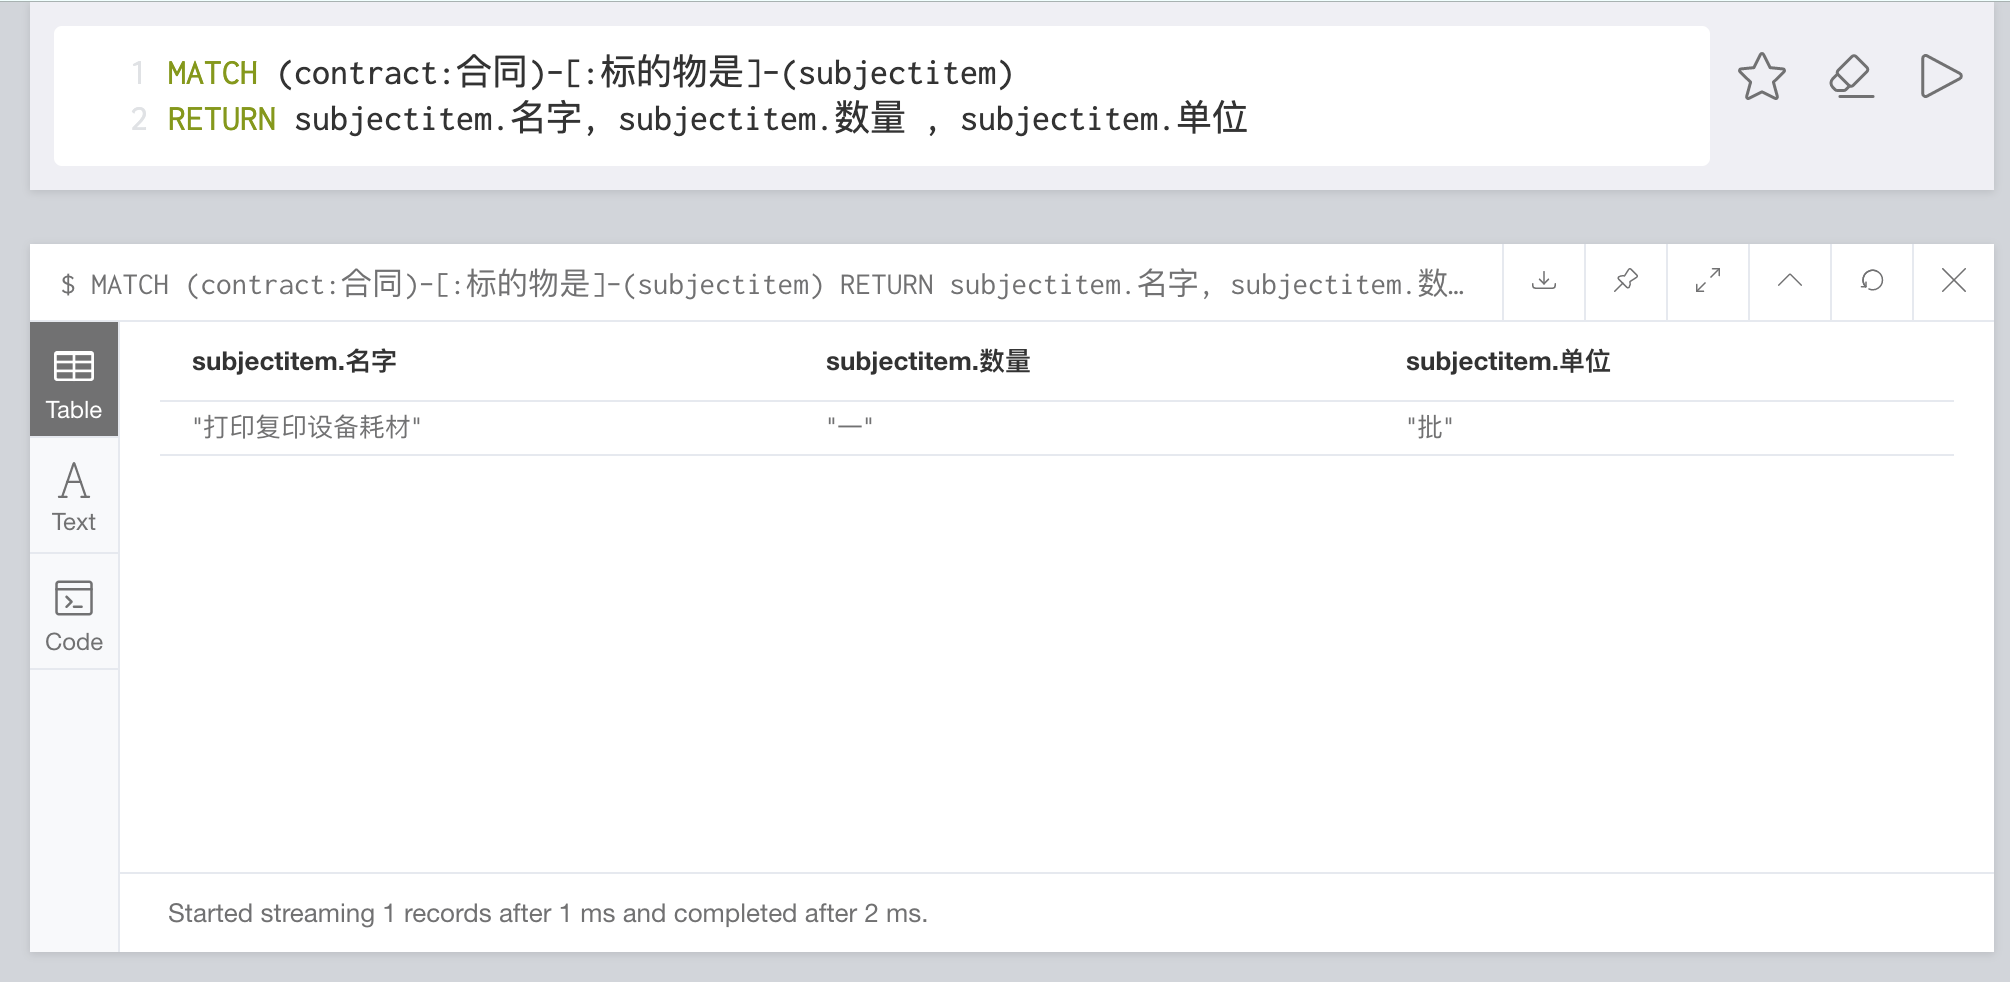 1 MATCH (contract:合同)-[:标的物是]-(subjectitem)
2 RETURN subjectitem.名字, subjectitem.数量 , subjectitem.单位
$ MATCH (contract:合同)-[:标的物是]-(subjectitem) RETURN subjectitem.名字, subjectitem.数…
subjectitem.名字 subjectitem.数量 subjectitem.单位
"打印复印设备耗材" "一" "批"
Table
Text
Code
Started streaming 1 records after 1 ms and completed after 2 ms.